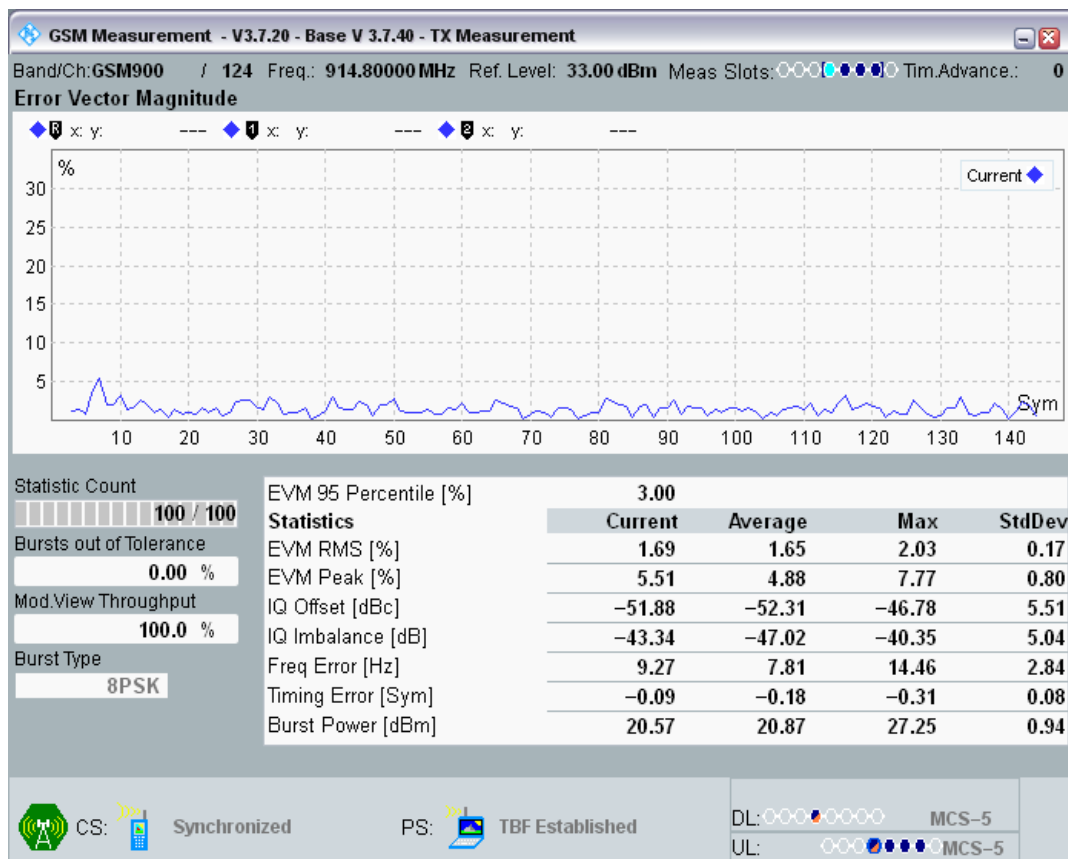 GSM Measurement - V3.7.20 - Base V 3.7.40 - TX Measurement
Band/Ch:GSM900 / 124 Freq.: 914.80000 MHz Ref. Level: 33.00 dBm Meas Slots: Tim.Advance.: 0
Error Vector Magnitude
R x: y: --- 1 x: y: --- 2 x: y: ---
%
Current
30
25
20
15
10
5
Sym
10 20 30 40 50 60 70 80 90 100 110 120 130 140
Statistic Count
100 / 100
Bursts out of Tolerance
0.00 %
Mod.View Throughput
100.0 %
Burst Type
8PSK
EVM 95 Percentile [%] 3.00
Statistics Current Average Max StdDev
EVM RMS [%] 1.69 1.65 2.03 0.17
EVM Peak [%] 5.51 4.88 7.77 0.80
IQ Offset [dBc] −51.88 −52.31 −46.78 5.51
IQ Imbalance [dB] −43.34 −47.02 −40.35 5.04
Freq Error [Hz] 9.27 7.81 14.46 2.84
Timing Error [Sym] −0.09 −0.18 −0.31 0.08
Burst Power [dBm] 20.57 20.87 27.25 0.94
CS: Synchronized PS: TBF Established
DL: MCS−5
UL: MCS−5